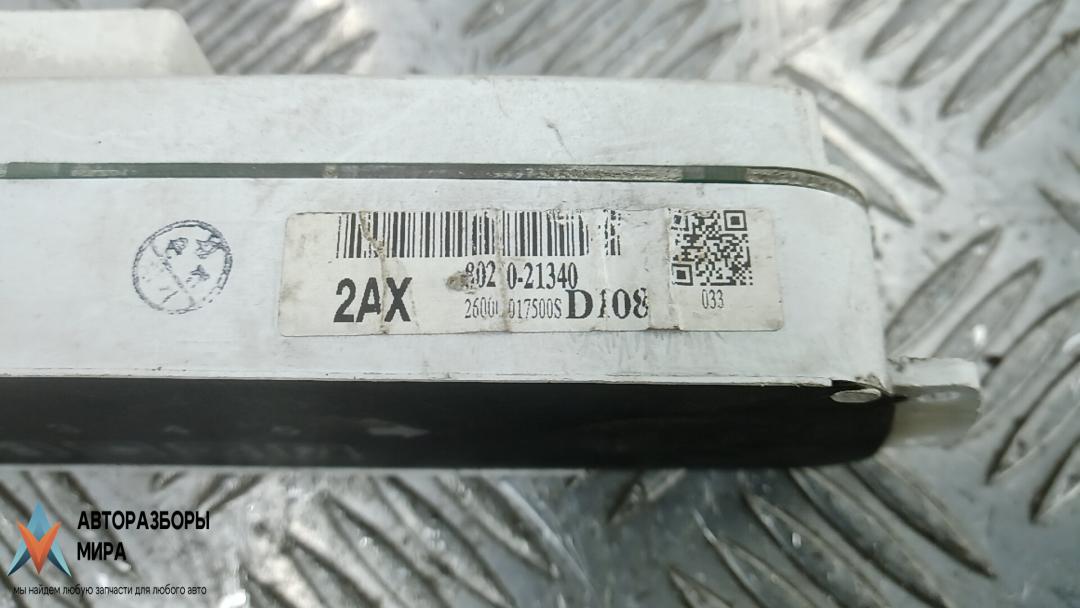 2AX
0-21340
017500S D108
033
АВТОРАЗБОРЫ
МИРА
мы найдем любую запчасти для любого авто